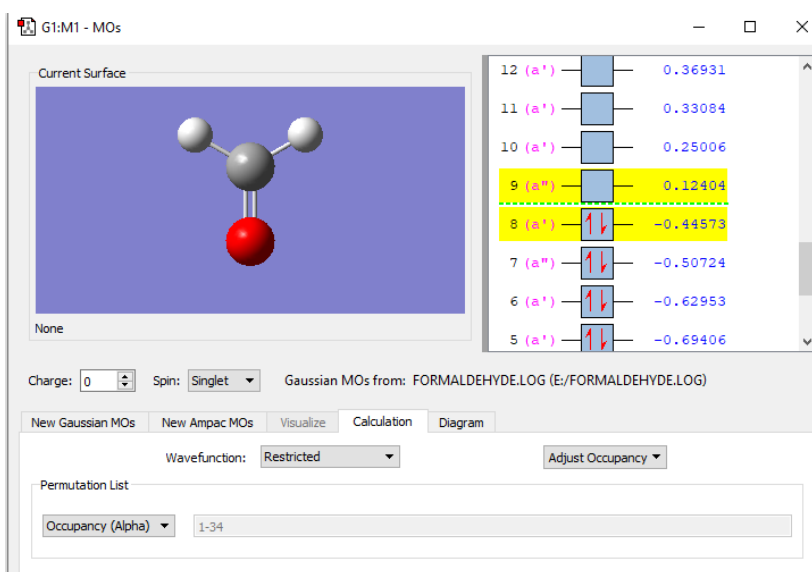 G1:M1 - MOs
Current Surface
None
12 (a') 0.36931
11 (a') 0.33084
10 (a') 0.25006
9 (a") 0.12404
8 (a') -0.44573
7 (a") -0.50724
6 (a') -0.62953
5 (a') -0.69406
Charge: 0 Spin: Singlet Gaussian MOs from: FORMALDEHYDE.LOG (E:/FORMALDEHYDE.LOG)
New Gaussian MOs New Ampac MOs Visualize Calculation Diagram
Wavefunction: Restricted Adjust Occupancy
Permutation List
Occupancy (Alpha) 1-34